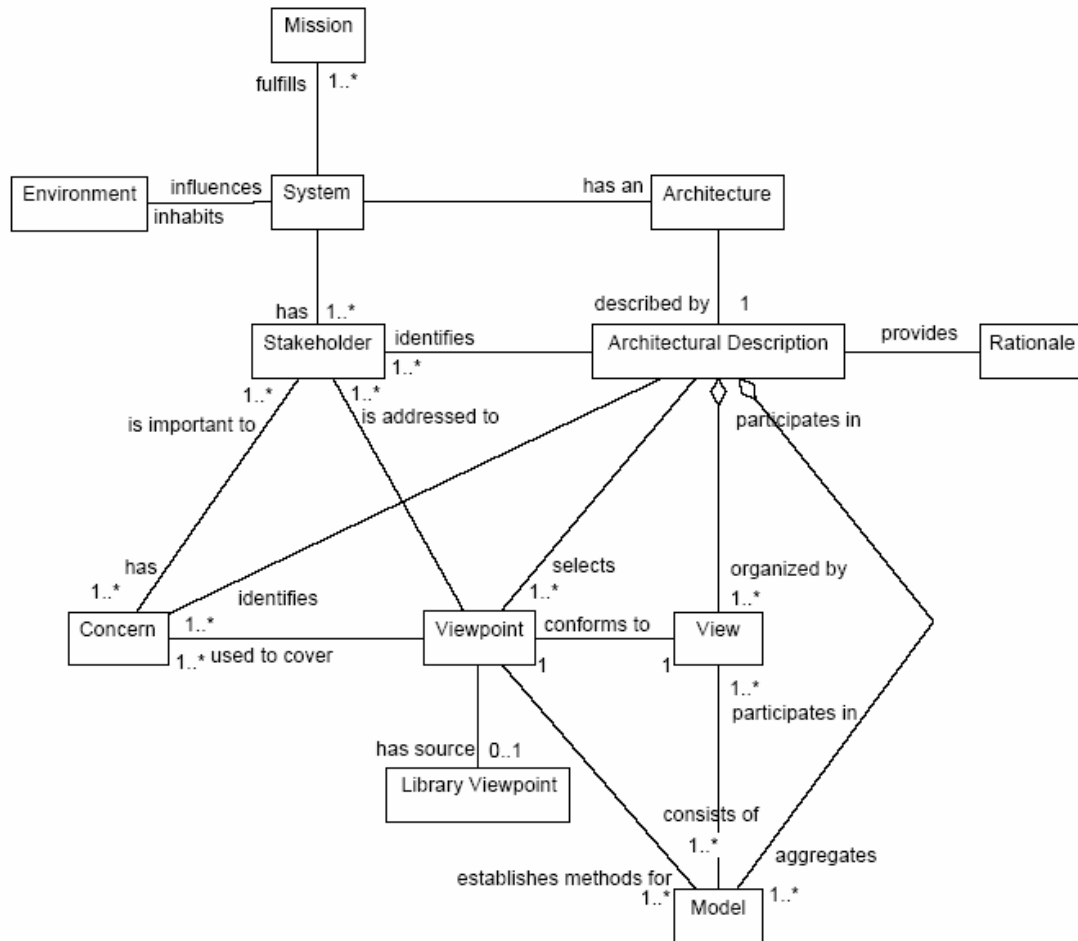 Mission
fulfills
1..*
Environment
influences
inhabits
System
has an
Architecture
has
1..*
described by
1
Stakeholder
identifies
1..*
Architectural Description
provides
Rationale
1..*
1..*
is important to
is addressed to
participates in
has
1..*
identifies
1..*
selects
1..*
organized by
1..*
Concern
1..*
used to cover
Viewpoint
conforms to
1
1
View
1..*
participates in
has source
0..1
Library Viewpoint
consists of
1..*
aggregates
establishes methods for
1..*
1..*
Model